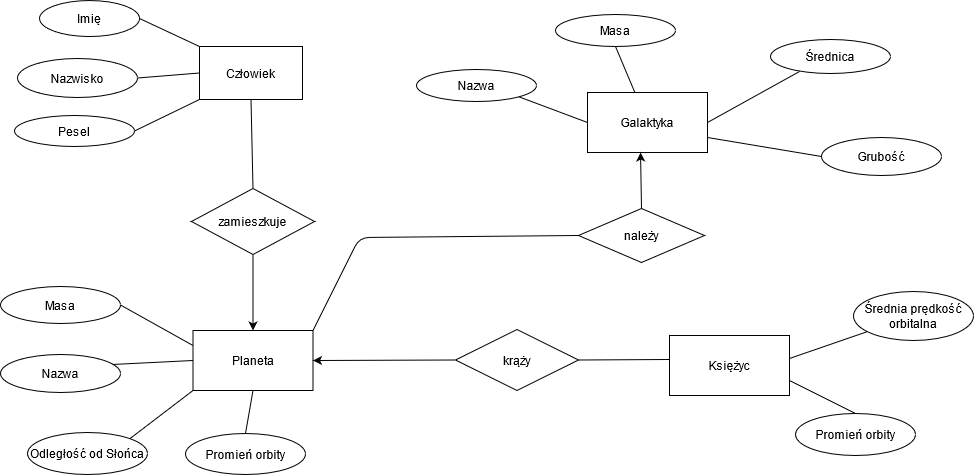 Imię
Nazwisko
Pesel
Człowiek
zamieszkuje
Masa
Nazwa
Średnica
Grubość
Galaktyka
należy
Masa
Nazwa
Odległość od Słońca
Promień orbity
Planeta
krąży
Księżyc
Średnia prędkość
orbitalna
Promień orbity